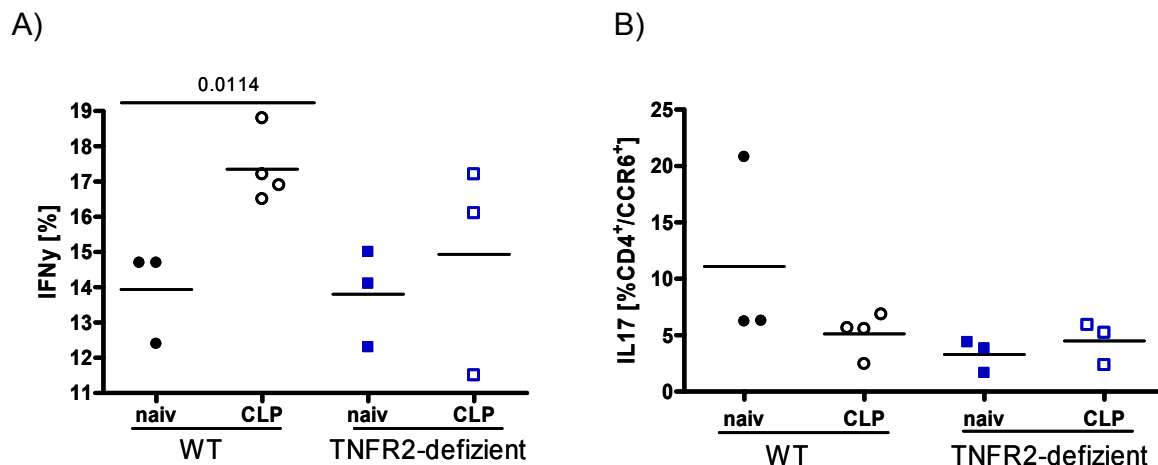 A)
0.0114
IFNy [%]
19
18
17
16
15
14
13
12
11
naiv CLP naiv CLP
WT TNFR2-defizient
B)
IL17 [%CD4⁺/CCR6⁺]
25
20
15
10
5
0
naiv CLP naiv CLP
WT TNFR2-defizient